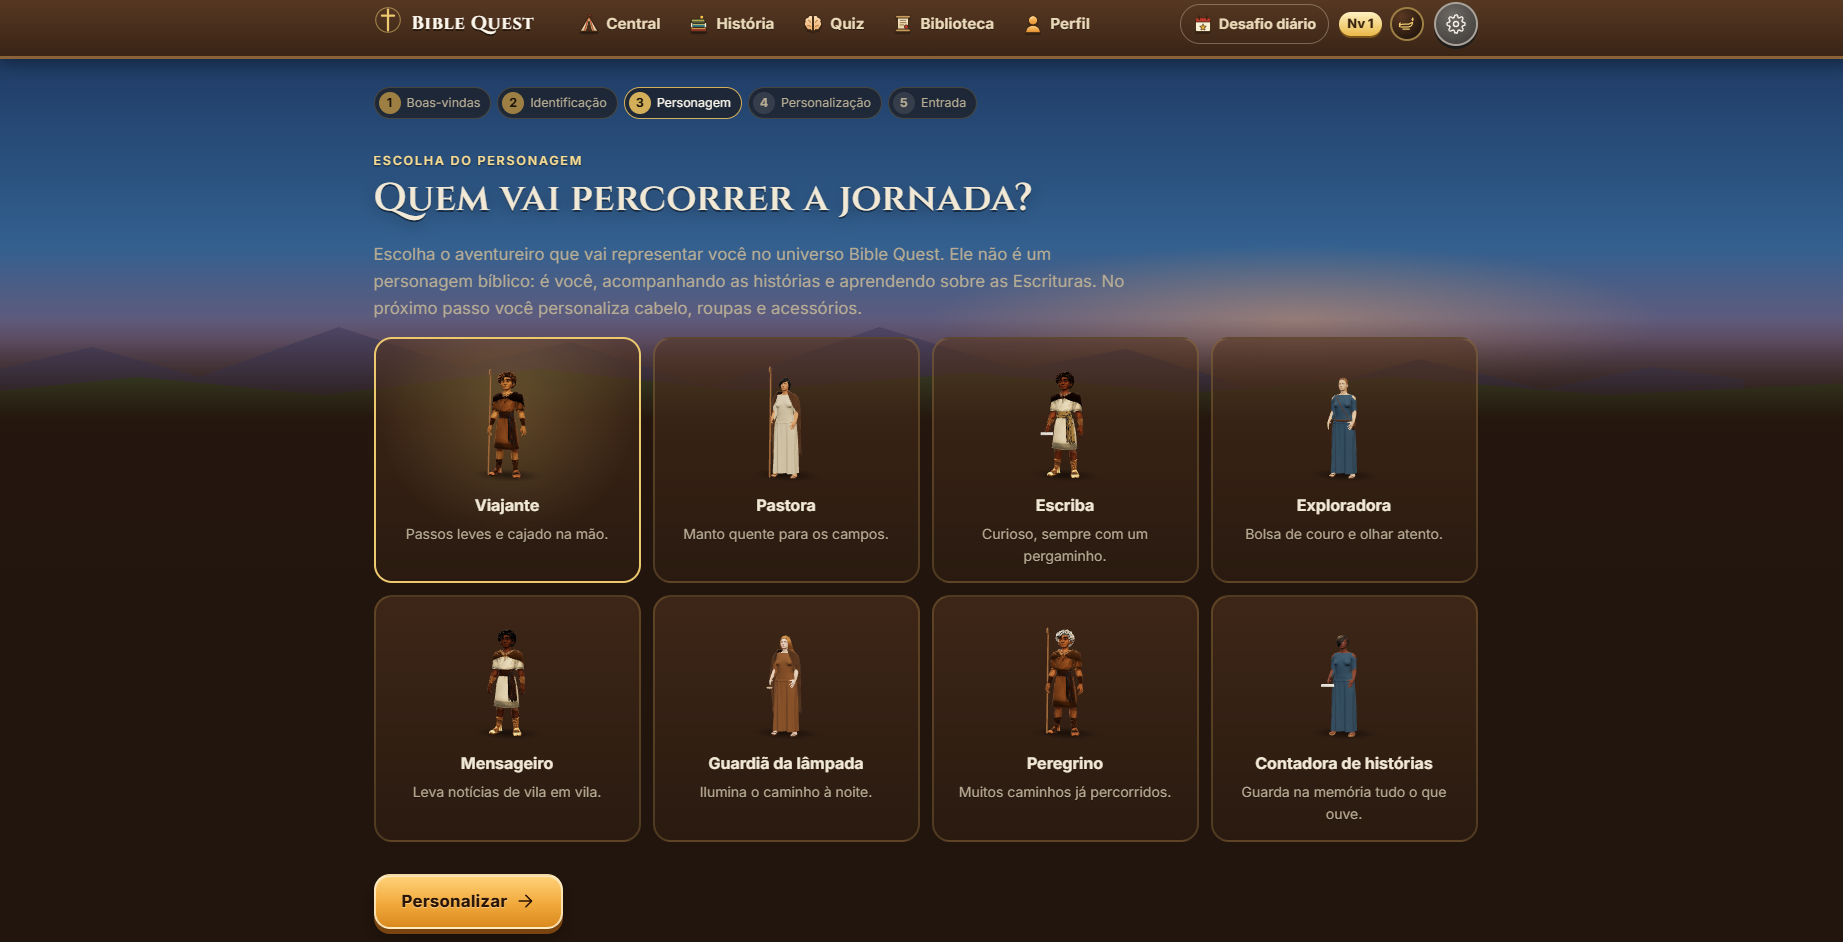 Bible Quest
Central
História
Quiz
Biblioteca
Perfil
Desafio diário
Nv 1
1 Boas-vindas
2 Identificação
3 Personagem
4 Personalização
5 Entrada
ESCOLHA DO PERSONAGEM
Quem vai percorrer a jornada?
Escolha o aventureiro que vai representar você no universo Bible Quest. Ele não é um
personagem bíblico: é você, acompanhando as histórias e aprendendo sobre as Escrituras. No
próximo passo você personaliza cabelo, roupas e acessórios.
Viajante
Passos leves e cajado na mão.
Pastora
Manto quente para os campos.
Escriba
Curioso, sempre com um
pergaminho.
Exploradora
Bolsa de couro e olhar atento.
Mensageiro
Leva notícias de vila em vila.
Guardiã da lâmpada
Ilumina o caminho à noite.
Peregrino
Muitos caminhos já percorridos.
Contadora de histórias
Guarda na memória tudo o que
ouve.
Personalizar →